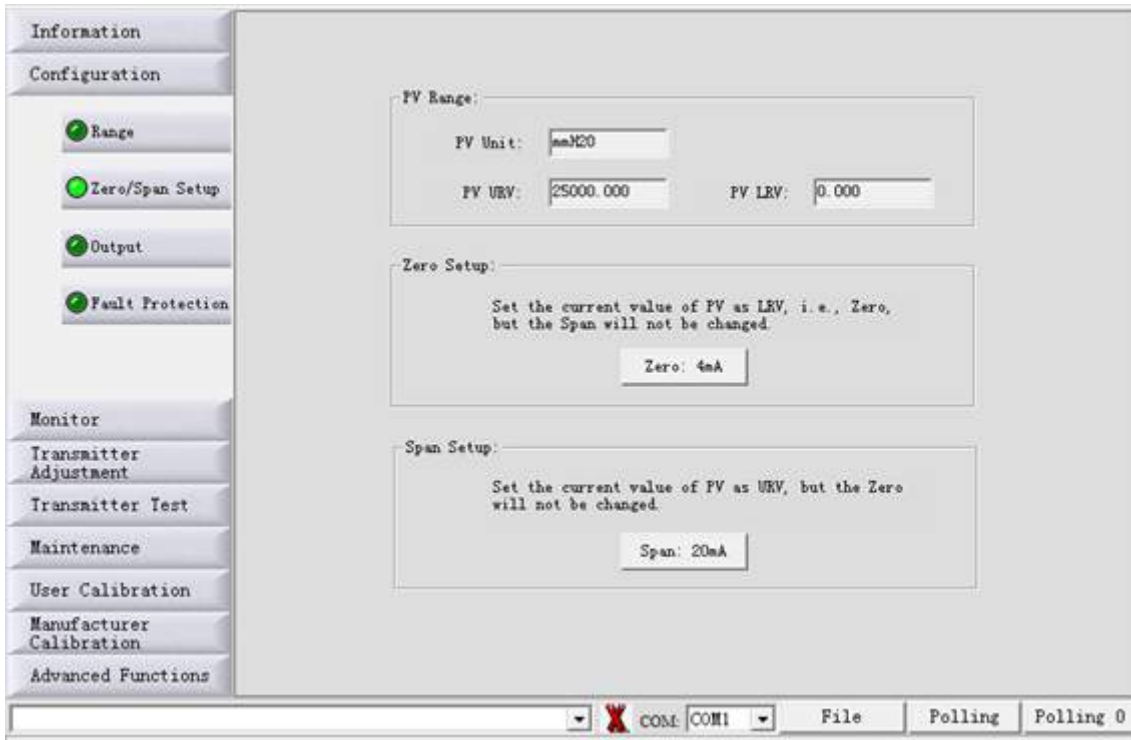 Information
Configuration
Range
Zero/Span Setup
Output
Fault Protection
Monitor
Transmitter
Adjustment
Transmitter Test
Maintenance
User Calibration
Manufacturer
Calibration
Advanced Functions
PV Range:
PV Unit: mmH2O
PV URV: 25000.000 PV LRV: 0.000
Zero Setup:
Set the current value of PV as LRV, i.e., Zero,
but the Span will not be changed.
Zero: 4mA
Span Setup:
Set the current value of PV as URV, but the Zero
will not be changed.
Span: 20mA
COM: COM1 File Polling Polling 0